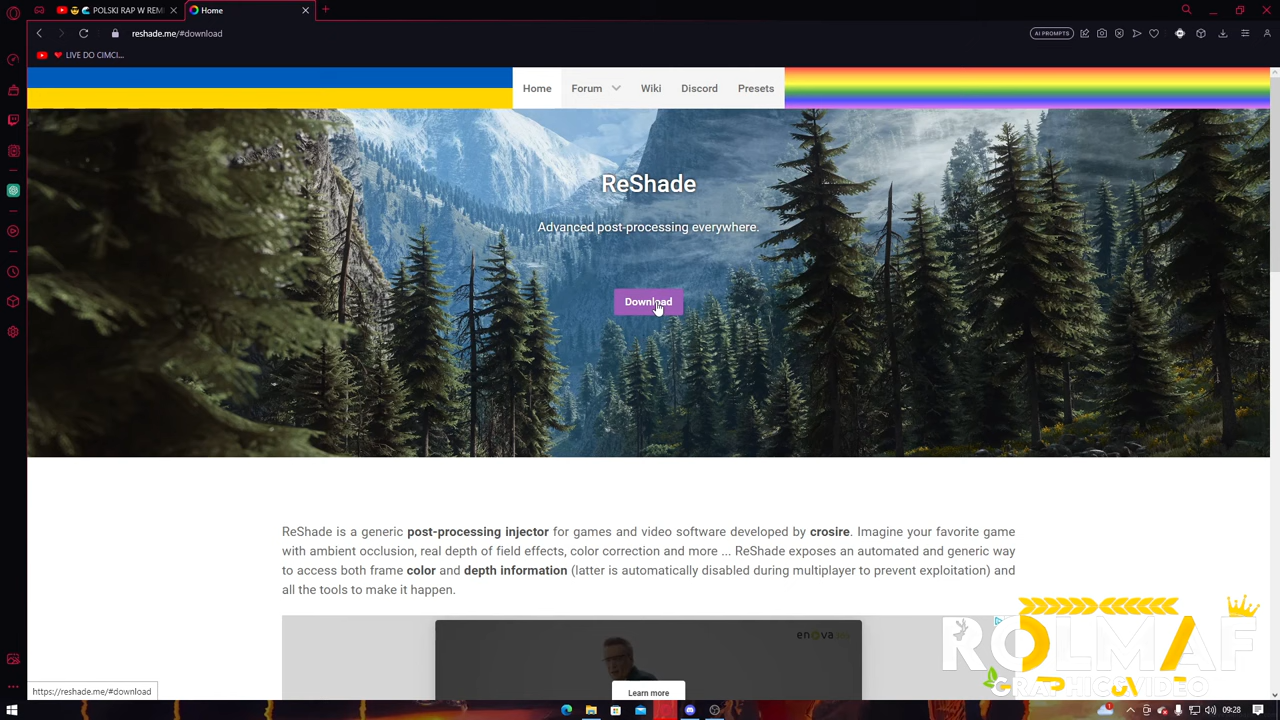 😎 🌊 POLSKI RAP W REM
Home
reshade.me/#download
AI PROMPTS
❤ LIVE DO CIMCI...
Home
Forum
Wiki
Discord
Presets
ReShade
Advanced post-processing everywhere.
Download
ReShade is a generic post-processing injector for games and video software developed by crosire. Imagine your favorite game
with ambient occlusion, real depth of field effects, color correction and more ... ReShade exposes an automated and generic way
to access both frame color and depth information (latter is automatically disabled during multiplayer to prevent exploitation) and
all the tools to make it happen.
Learn more
ROLMAF
GRAPHICSVIDEO
https://reshade.me/#download
09:28